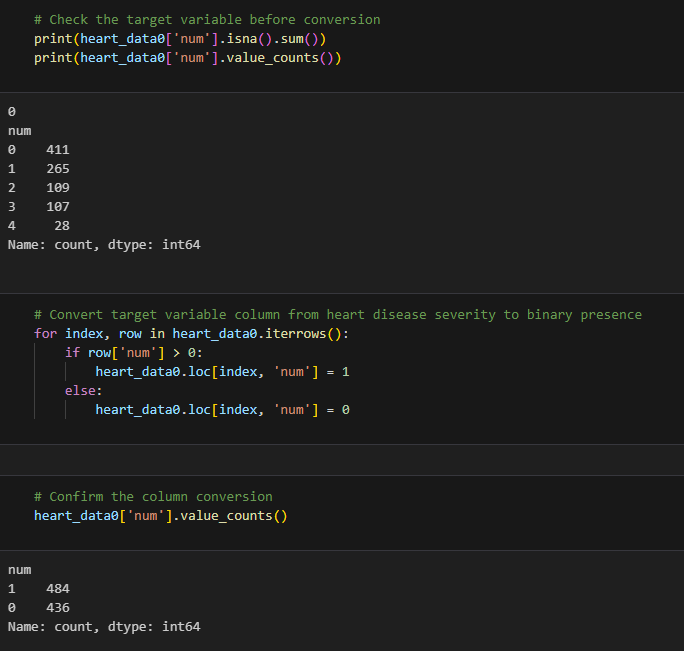 # Check the target variable before conversion
print(heart_data0['num'].isna().sum())
print(heart_data0['num'].value_counts())
0
num
0    411
1    265
2    109
3    107
4     28
Name: count, dtype: int64
# Convert target variable column from heart disease severity to binary presence
for index, row in heart_data0.iterrows():
    if row['num'] > 0:
        heart_data0.loc[index, 'num'] = 1
    else:
        heart_data0.loc[index, 'num'] = 0
# Confirm the column conversion
heart_data0['num'].value_counts()
num
1    484
0    436
Name: count, dtype: int64